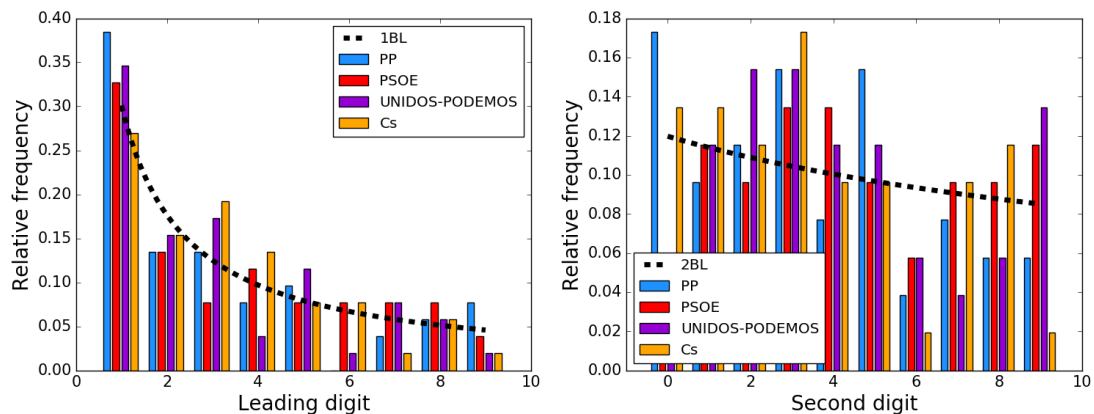 0.40
0.35
0.30
0.25
0.20
0.15
0.10
0.05
0.00
Relative frequency
1BL
PP
PSOE
UNIDOS-PODEMOS
Cs
0 2 4 6 8 10
Leading digit
0.18
0.16
0.14
0.12
0.10
0.08
0.06
0.04
0.02
0.00
Relative frequency
2BL
PP
PSOE
UNIDOS-PODEMOS
Cs
0 2 4 6 8 10
Second digit